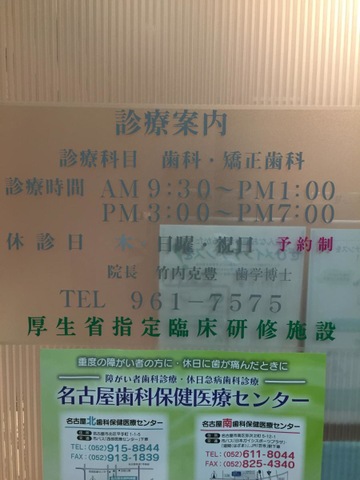 診療案内
診療科目 歯科・矯正歯科
診療時間 AM 9:30～PM1:00
PM 3:00～PM7:00
休診日 木、日曜・祝日 予約制
院長 竹内克豊 歯学博士
TEL 961-7575
厚生省指定臨床研修施設
重度の障がい者の方に・休日に歯が痛んだときに
障がい者歯科診療・休日急病歯科診療
名古屋歯科保健医療センター
名古屋北歯科保健医療センター
TEL:(052)915-8844
FAX:(052)913-1839
名古屋南歯科保健医療センター
TEL:(052)611-8044
FAX:(052)825-4340